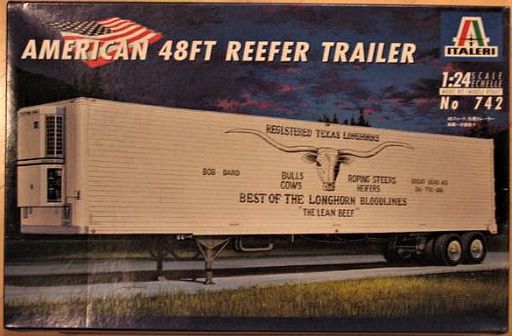 AMERICAN 48FT REEFER TRAILER
ITALERI
1:24 SCALE
ECHELLE
No 742
REGISTERED TEXAS LONGHORNS
BOB BAIRD
BULLS
COWS
ROPING STEERS
HEIFERS
BEST OF THE LONGHORN BLOODLINES
"THE LEAN BEEF"